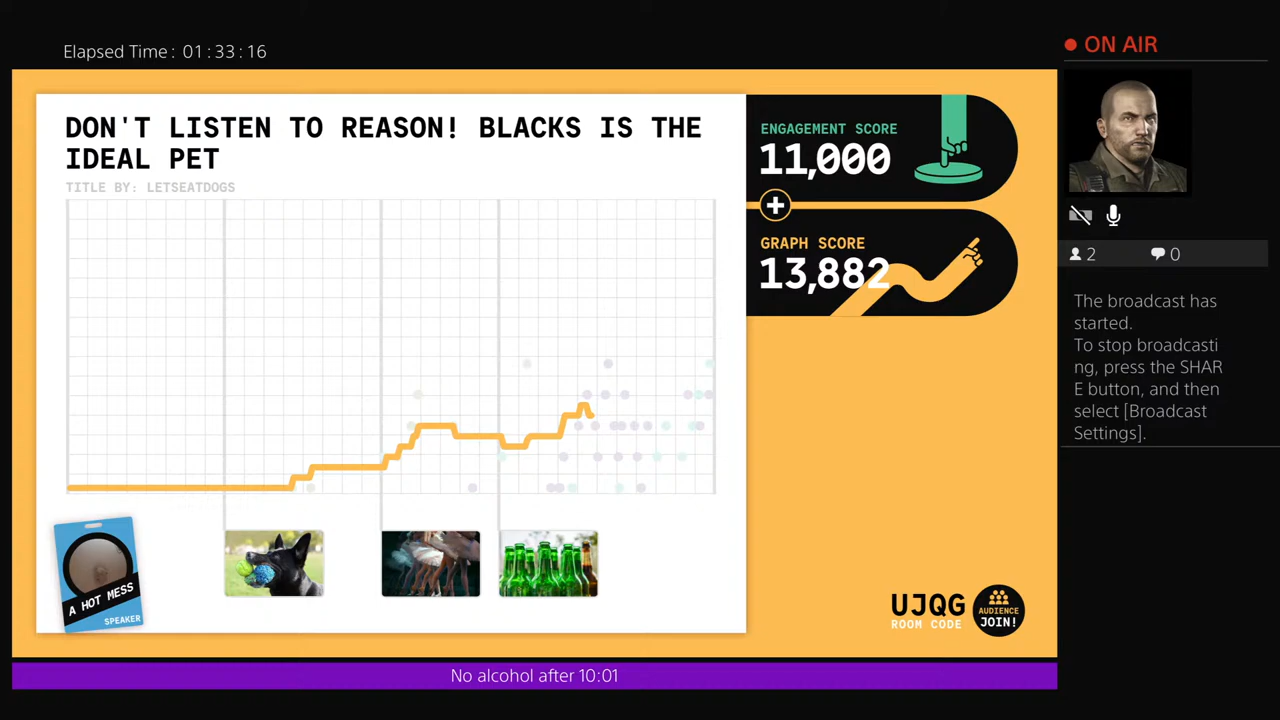 Elapsed Time: 01:33:16
ON AIR
DON'T LISTEN TO REASON! BLACKS IS THE
IDEAL PET
TITLE BY: LETSEATDOGS
ENGAGEMENT SCORE
11,000
+
GRAPH SCORE
13,882
2
0
The broadcast has
started.
To stop broadcasti
ng, press the SHAR
E button, and then
select [Broadcast
Settings].
A HOT MESS
SPEAKER
UJQG
ROOM CODE
AUDIENCE
JOIN!
No alcohol after 10:01